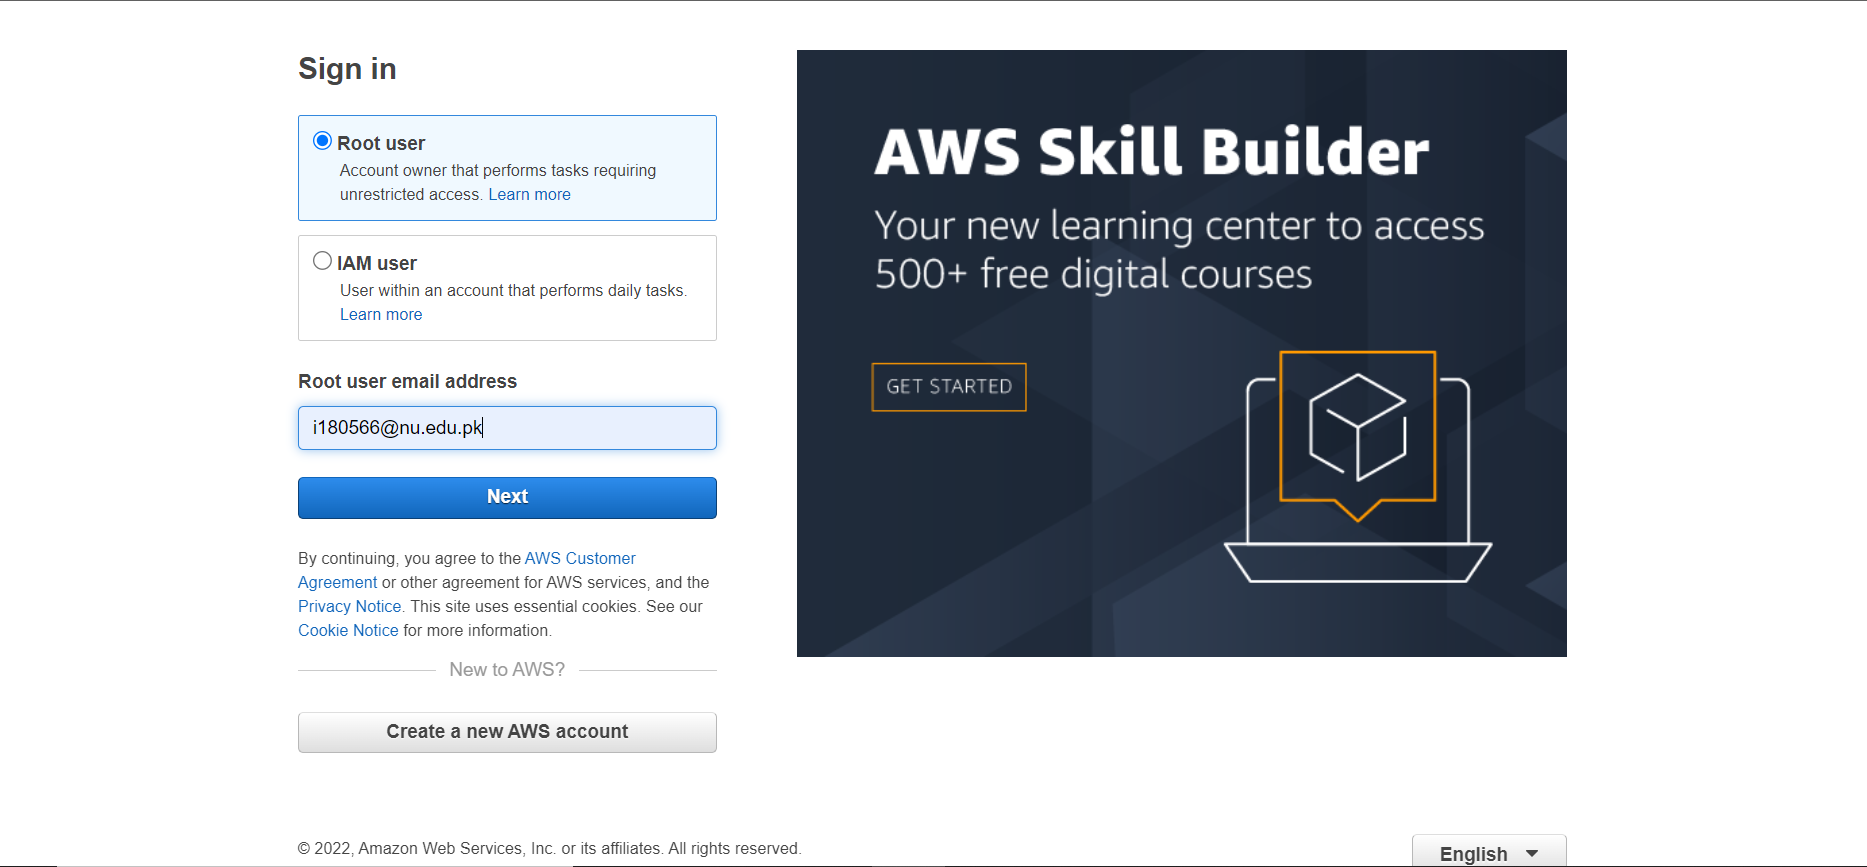 Sign in
Root user
Account owner that performs tasks requiring
unrestricted access. Learn more
IAM user
User within an account that performs daily tasks.
Learn more
Root user email address
i180566@nu.edu.pk
Next
By continuing, you agree to the AWS Customer
Agreement or other agreement for AWS services, and the
Privacy Notice. This site uses essential cookies. See our
Cookie Notice for more information.
New to AWS?
Create a new AWS account
AWS Skill Builder
Your new learning center to access
500+ free digital courses
GET STARTED
© 2022, Amazon Web Services, Inc. or its affiliates. All rights reserved.
English